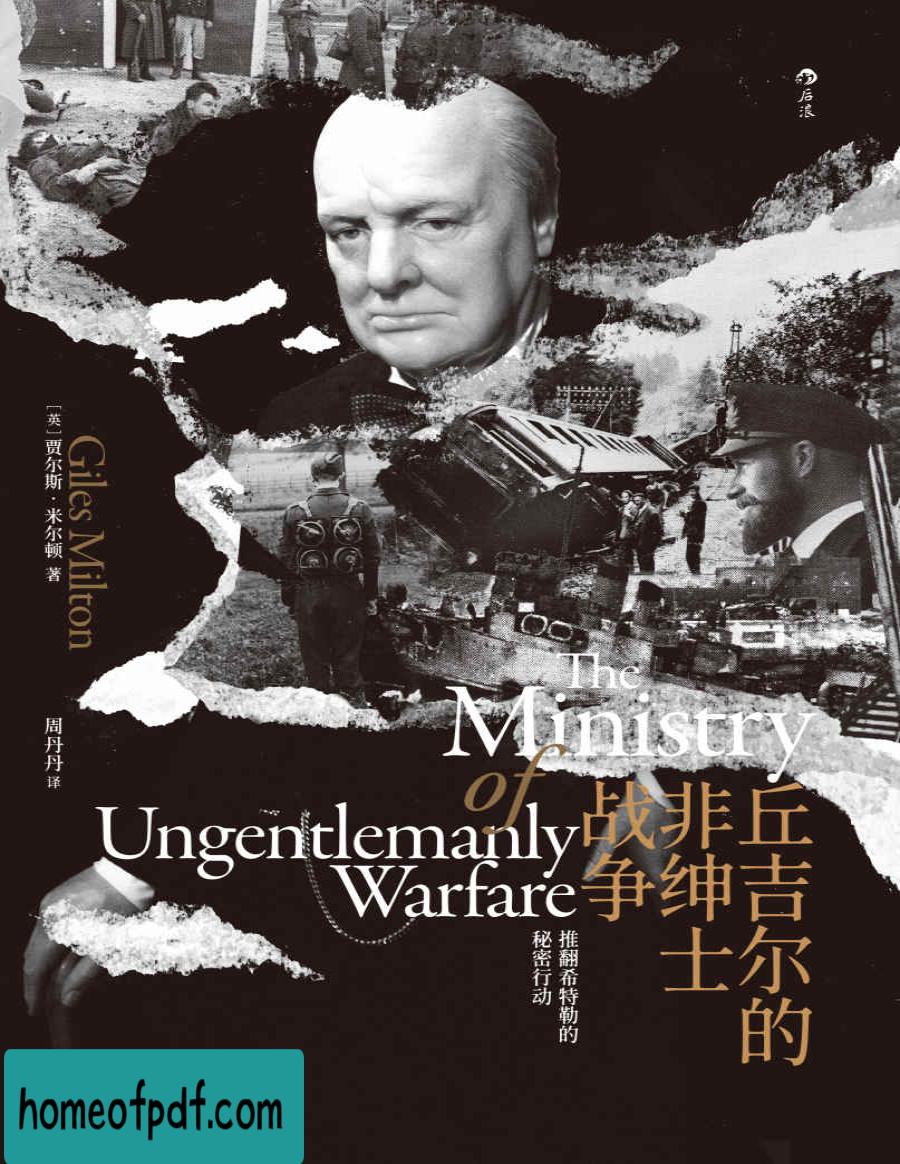 后浪
[英]贾尔斯·米尔顿 著
Giles Milton
周丹丹 译
The
Ministry
of
Ungentlemanly
Warfare
丘吉尔的
非绅士
战争
推翻希特勒的
秘密行动
homeofpdf.com